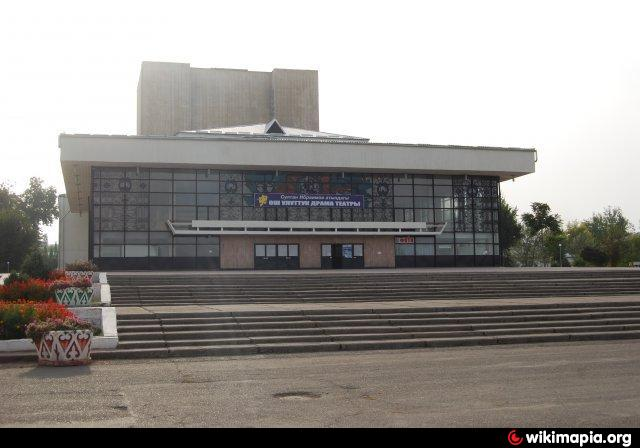 Султан Ибраимов атындагы
ОШ УЛУТТУК ДРАМА ТЕАТРЫ
wikimapia.org